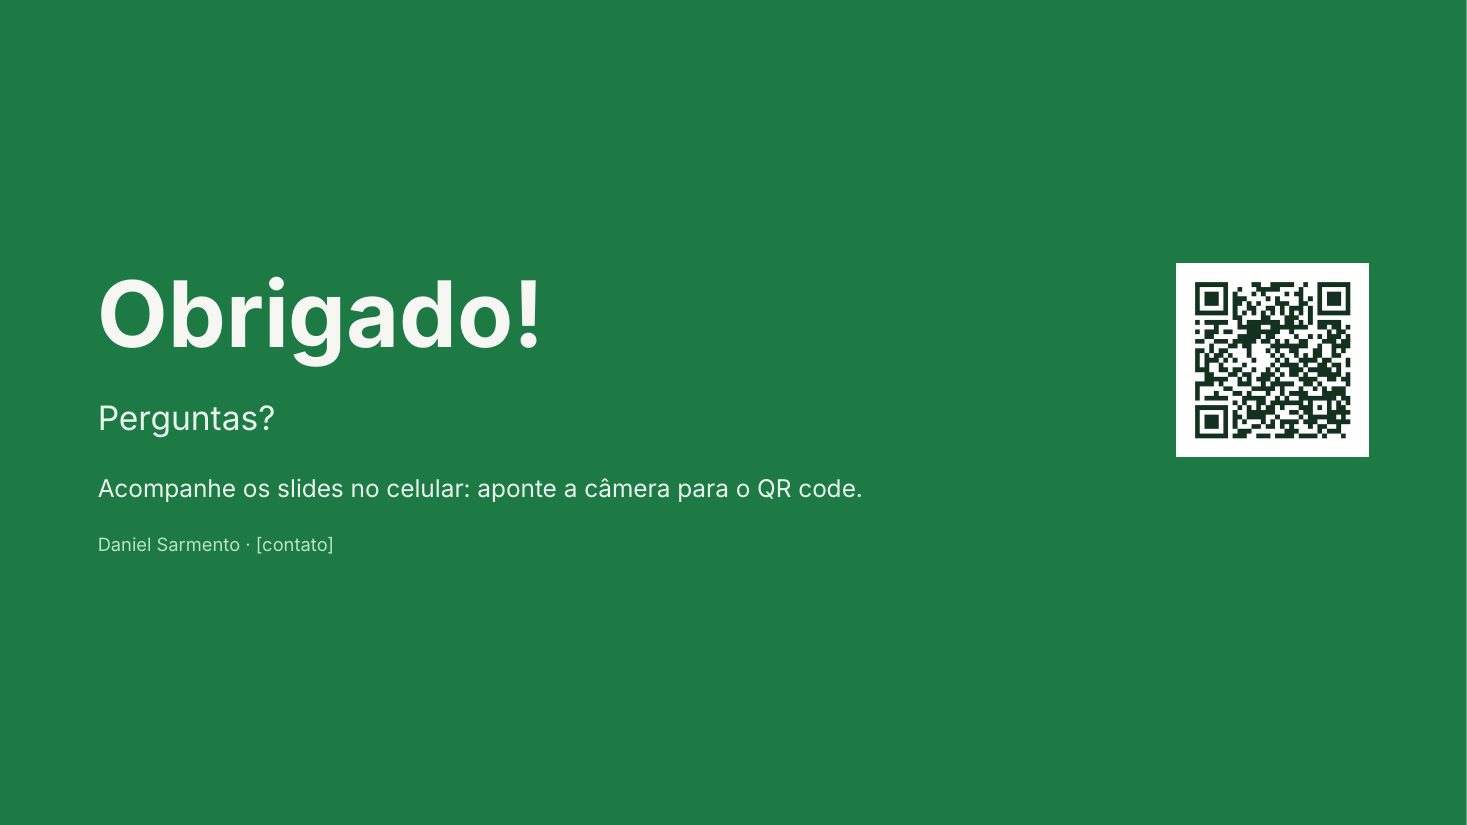 Obrigado!
Perguntas?
Acompanhe os slides no celular: aponte a câmera para o QR code.
Daniel Sarmento · [contato]